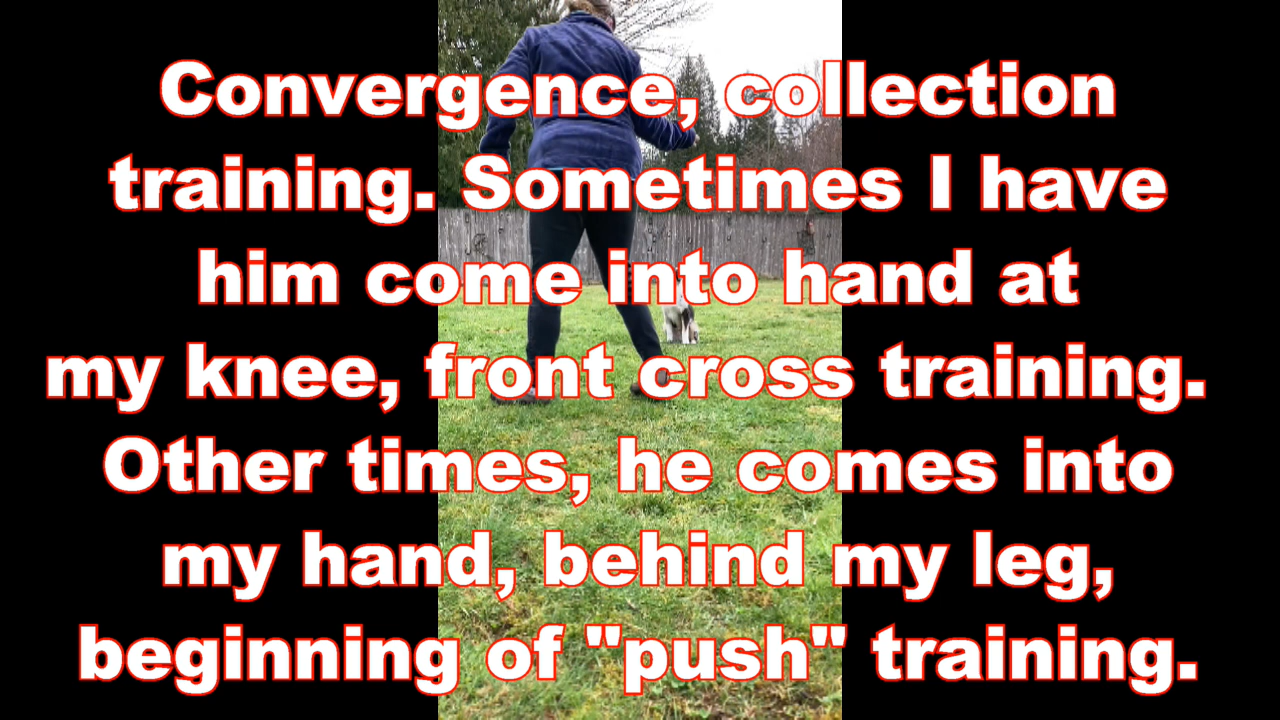 Convergence, collection
training. Sometimes I have
him come into hand at
my knee, front cross training.
Other times, he comes into
my hand, behind my leg,
beginning of "push" training.